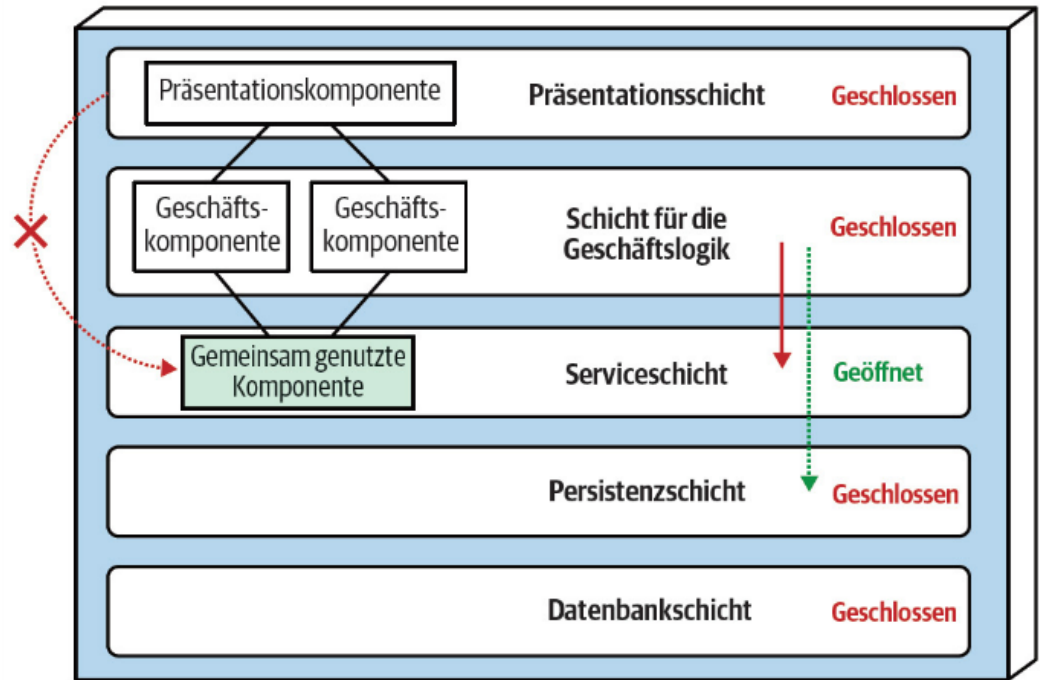 Präsentationskomponente
Präsentationsschicht
Geschlossen
Geschäfts-
komponente
Geschäfts-
komponente
Schicht für die
Geschäftslogik
Geschlossen
Gemeinsam genutzte
Komponente
Serviceschicht
Geöffnet
Persistenzschicht
Geschlossen
Datenbankschicht
Geschlossen